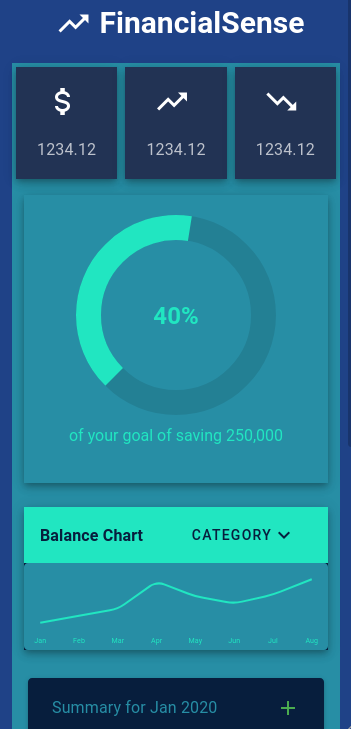 FinancialSense
1234.12 1234.12 1234.12
40%
of your goal of saving 250,000
Balance Chart CATEGORY
Jan Feb Mar Apr May Jun Jul Aug
Summary for Jan 2020